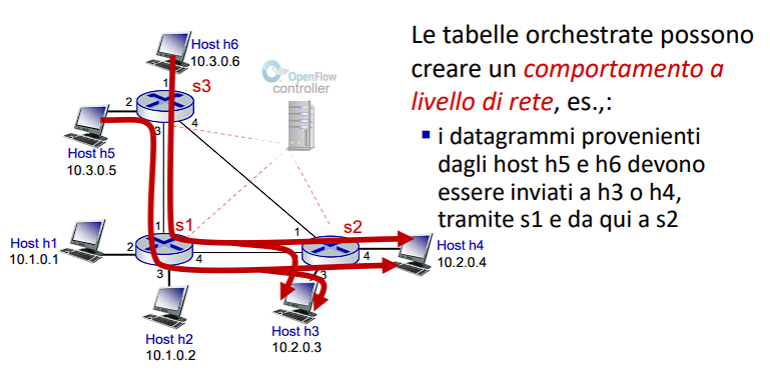 Host h6
10.3.0.6
OpenFlow
controller
1
s3
2
3
4
Host h5
10.3.0.5
s1
1
2
3
4
Host h1
10.1.0.1
Host h2
10.1.0.2
s2
1
2
3
4
Host h4
10.2.0.4
Host h3
10.2.0.3
Le tabelle orchestrate possono
creare un comportamento a
livello di rete, es.,:
▪ i datagrammi provenienti
dagli host h5 e h6 devono
essere inviati a h3 o h4,
tramite s1 e da qui a s2